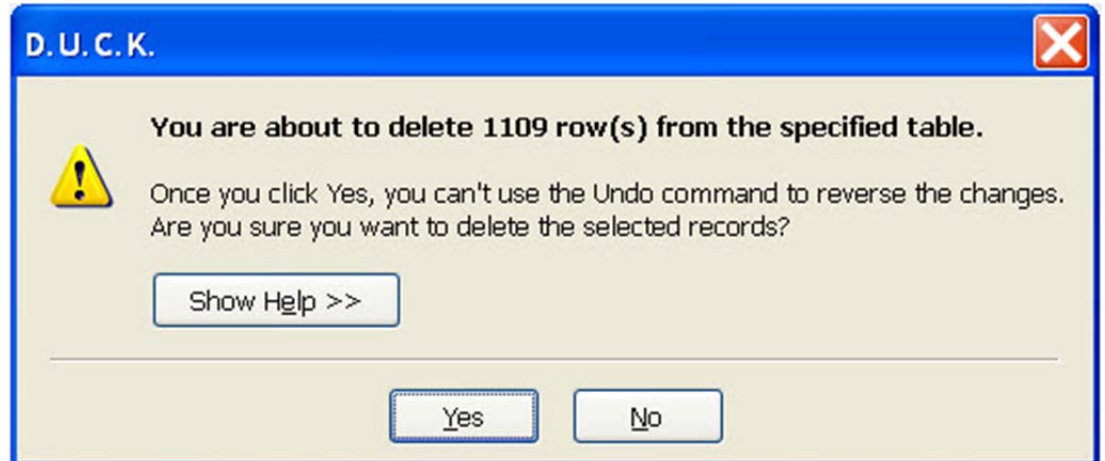 D.U.C.K.
You are about to delete 1109 row(s) from the specified table.
Once you click Yes, you can't use the Undo command to reverse the changes.
Are you sure you want to delete the selected records?
Show Help >>
Yes
No